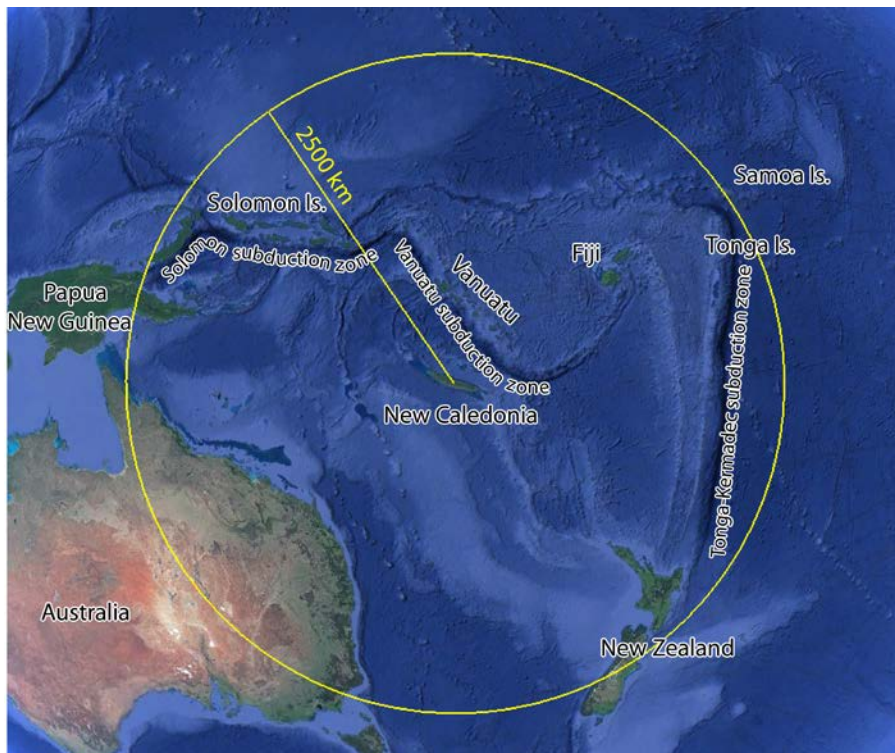 2500 km
Samoa Is.
Solomon Is.
Tonga Is.
Solomon subduction zone
Fiji
Vanuatu
Papua
New Guinea
Vanuatu subduction zone
New Caledonia
Tonga-Kermadec subduction zone
Australia
New Zealand